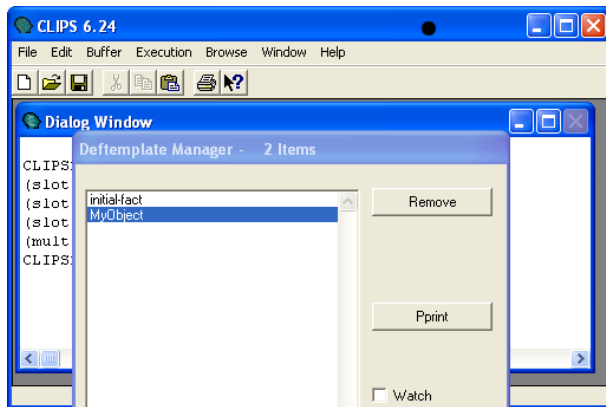 CLIPS 6.24
File Edit Buffer Execution Browse Window Help
Dialog Window
Deftemplate Manager - 2 Items
CLIPS
(slot
(slot
(slot
(mult
CLIPS
initial-fact
MyObject
Remove
Pprint
Watch